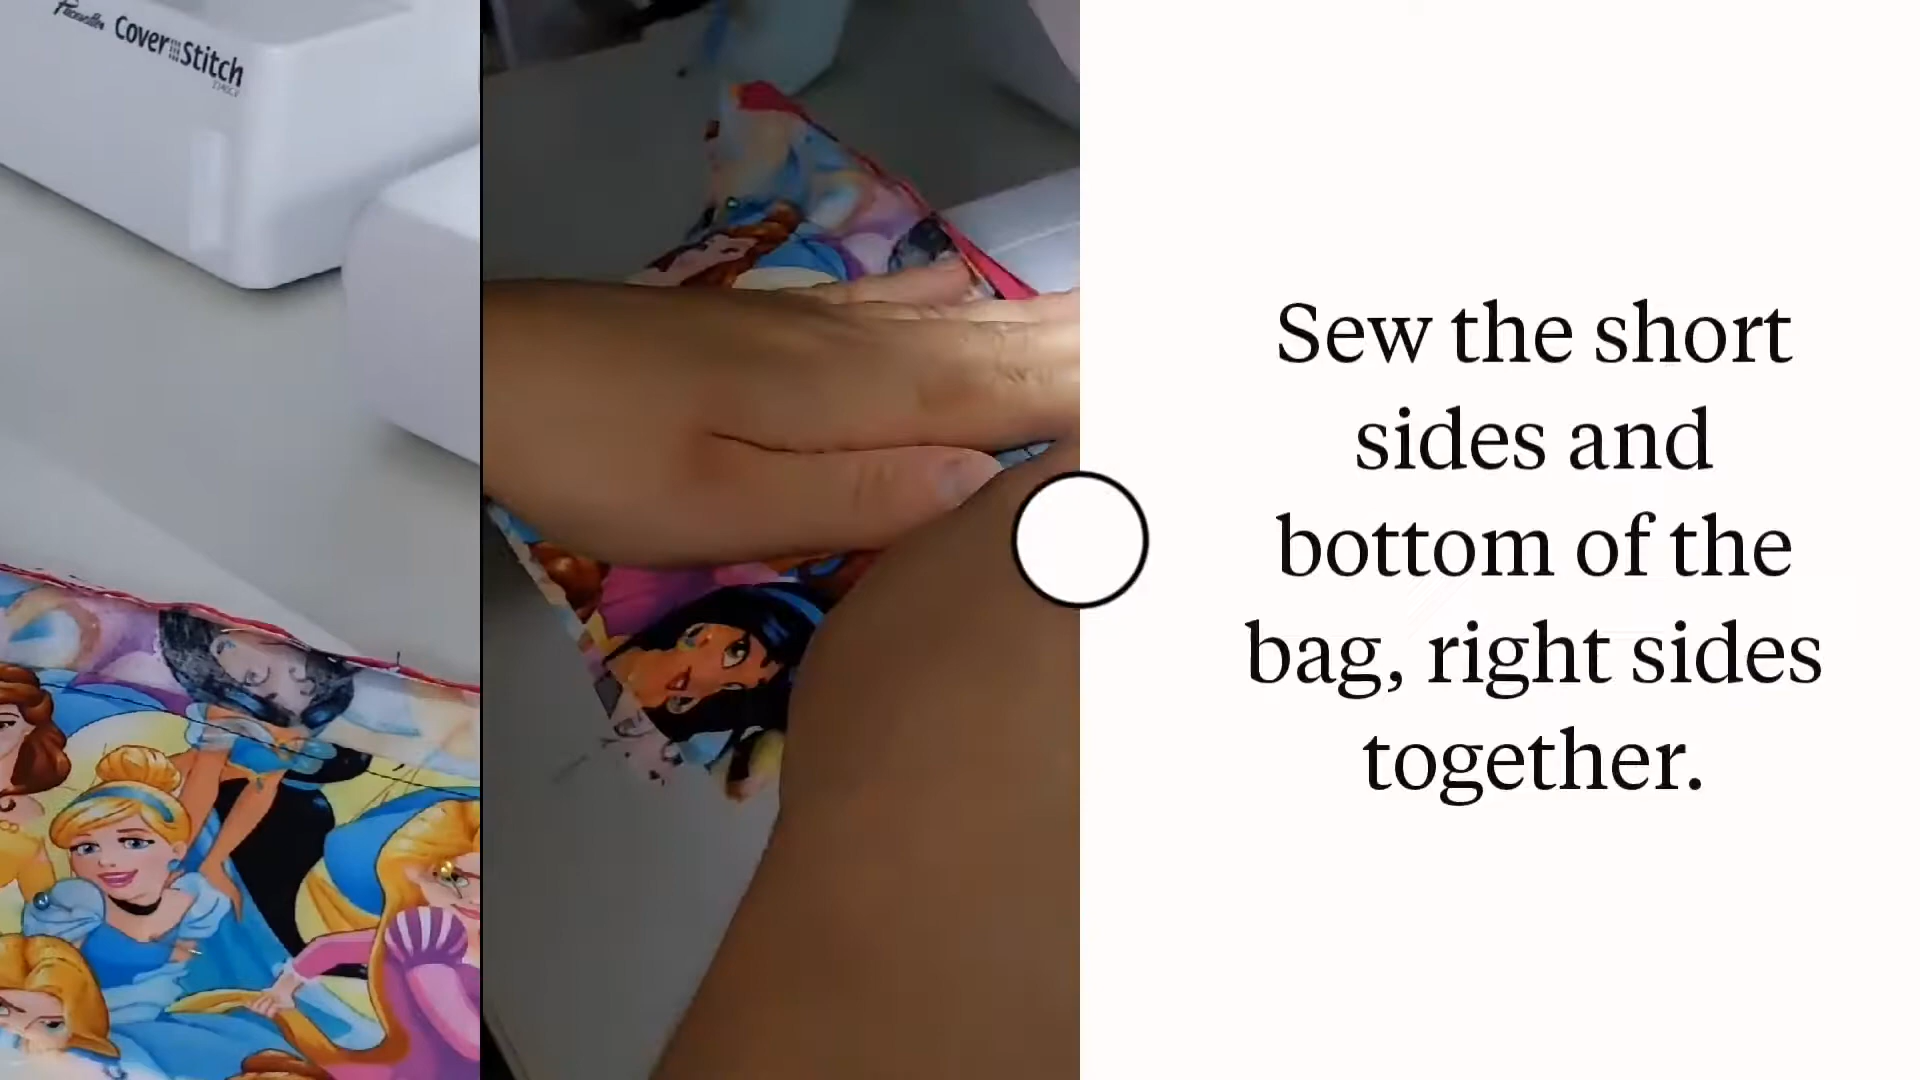 Cover Stitch
Sew the short
sides and
bottom of the
bag, right sides
together.